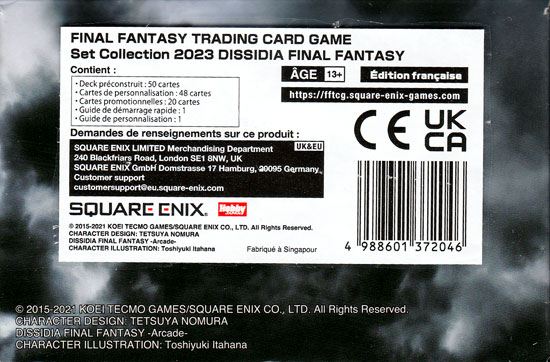 FINAL FANTASY TRADING CARD GAME
Set Collection 2023 DISSIDIA FINAL FANTASY
Contient :
• Deck préconstruit : 50 cartes
• Cartes de personnalisation : 48 cartes
• Cartes promotionnelles : 20 cartes
• Guide de démarrage rapide : 1
• Guide de personnalisation : 1
ÂGE 13+
Édition française
https://fftcg.square-enix-games.com
Demandes de renseignements sur ce produit :
SQUARE ENIX LIMITED Merchandising Department
UK&EU
240 Blackfriars Road, London SE1 8NW, UK
SQUARE ENIX GmbH Domstrasse 17 Hamburg, 20095 Germany
Customer support
customersupport@eu.square-enix.com
CE
UK
CA
SQUARE ENIX®
Hobby JAPAN
© 2015-2021 KOEI TECMO GAMES/SQUARE ENIX CO., LTD. All Rights Reserved.
CHARACTER DESIGN: TETSUYA NOMURA
DISSIDIA FINAL FANTASY -Arcade-
CHARACTER ILLUSTRATION: Toshiyuki Itahana
Fabriqué à Singapour
4 988601 372046
© 2015-2021 KOEI TECMO GAMES/SQUARE ENIX CO., LTD. All Rights Reserved.
CHARACTER DESIGN: TETSUYA NOMURA
DISSIDIA FINAL FANTASY -Arcade-
CHARACTER ILLUSTRATION: Toshiyuki Itahana